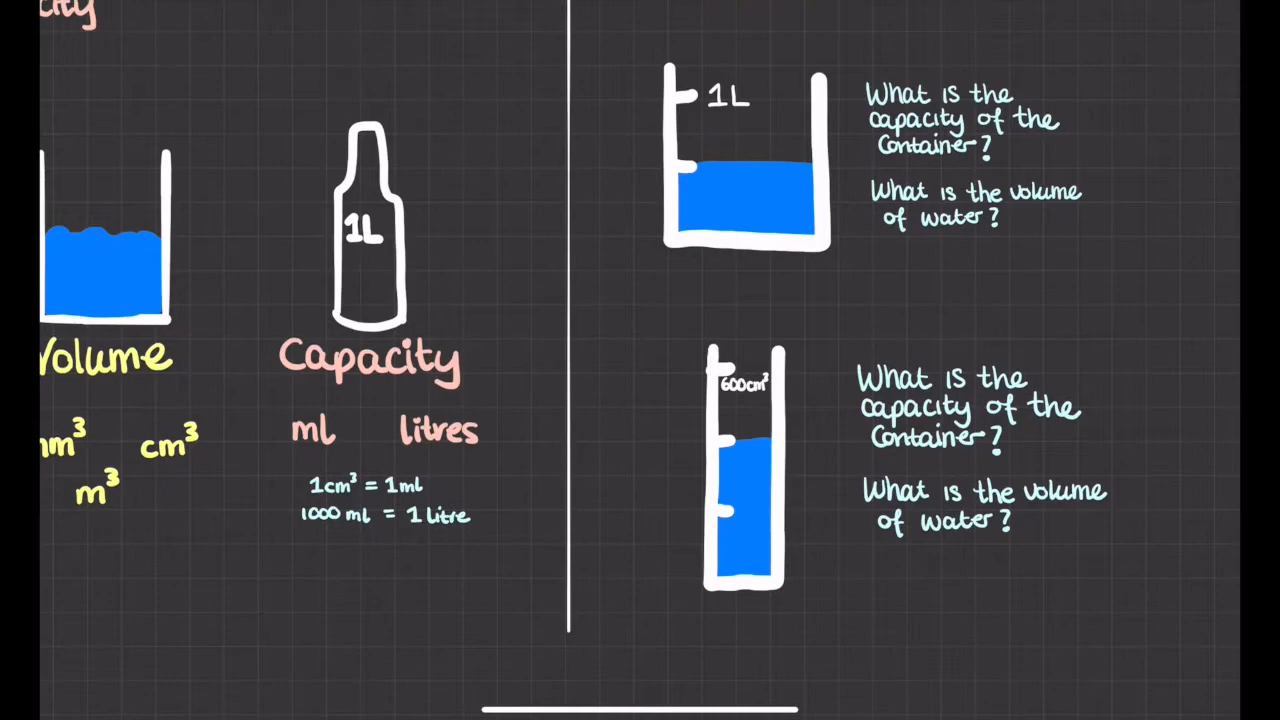 1L
Volume
Capacity
cm³
m³
ml litres
1cm³ = 1ml
1000 ml = 1 litre
1L
What is the
capacity of the
Container?
What is the volume
of water?
600cm³
What is the
capacity of the
Container?
What is the volume
of water?